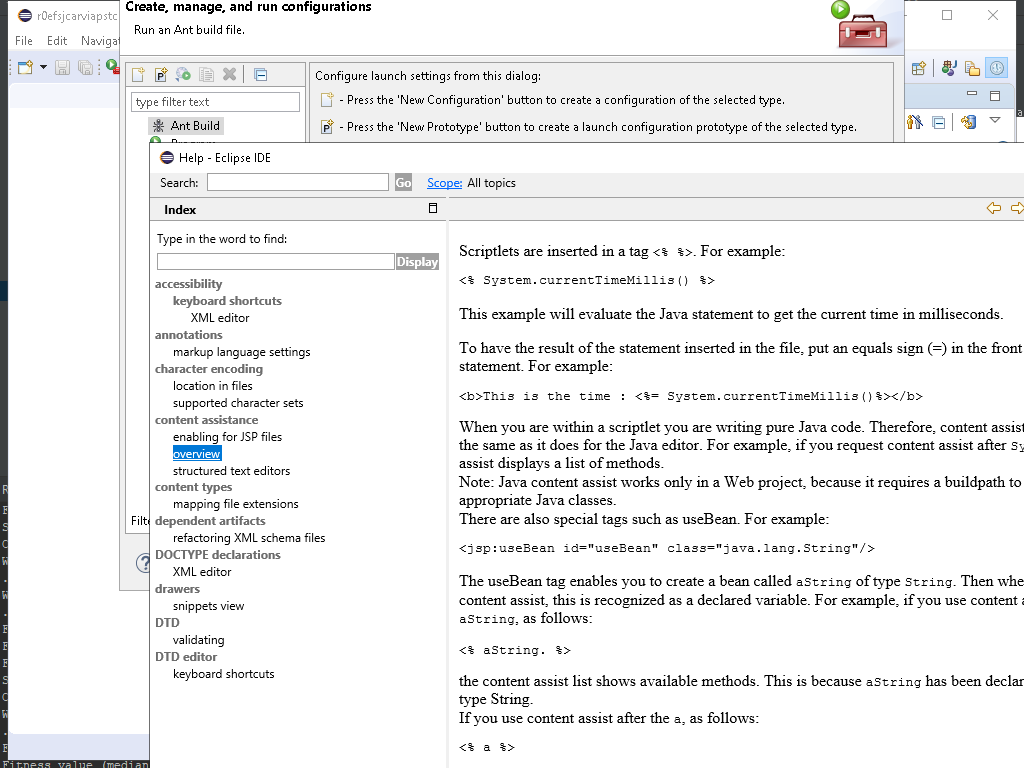 r0efsjcarviapstc
Create, manage, and run configurations
Run an Ant build file.
File Edit Navigat
type filter text
Ant Build
Configure launch settings from this dialog:
- Press the 'New Configuration' button to create a configuration of the selected type.
- Press the 'New Prototype' button to create a launch configuration prototype of the selected type.
Help - Eclipse IDE
Search:
Go
Scope: All topics
Index
Type in the word to find:
Display
accessibility
keyboard shortcuts
XML editor
annotations
markup language settings
character encoding
location in files
supported character sets
content assistance
enabling for JSP files
overview
structured text editors
content types
mapping file extensions
dependent artifacts
refactoring XML schema files
DOCTYPE declarations
XML editor
drawers
snippets view
DTD
validating
DTD editor
keyboard shortcuts
Filte
Scriptlets are inserted in a tag <% %>. For example:
<% System.currentTimeMillis() %>
This example will evaluate the Java statement to get the current time in milliseconds.
To have the result of the statement inserted in the file, put an equals sign (=) in the front
statement. For example:
<b>This is the time : <%= System.currentTimeMillis()%></b>
When you are within a scriptlet you are writing pure Java code. Therefore, content assist
the same as it does for the Java editor. For example, if you request content assist after Sy
assist displays a list of methods.
Note: Java content assist works only in a Web project, because it requires a buildpath to
appropriate Java classes.
There are also special tags such as useBean. For example:
<jsp:useBean id="useBean" class="java.lang.String"/>
The useBean tag enables you to create a bean called aString of type String. Then whe
content assist, this is recognized as a declared variable. For example, if you use content a
aString, as follows:
<% aString. %>
the content assist list shows available methods. This is because aString has been declar
type String.
If you use content assist after the a, as follows:
<% a %>
Fitness value (median